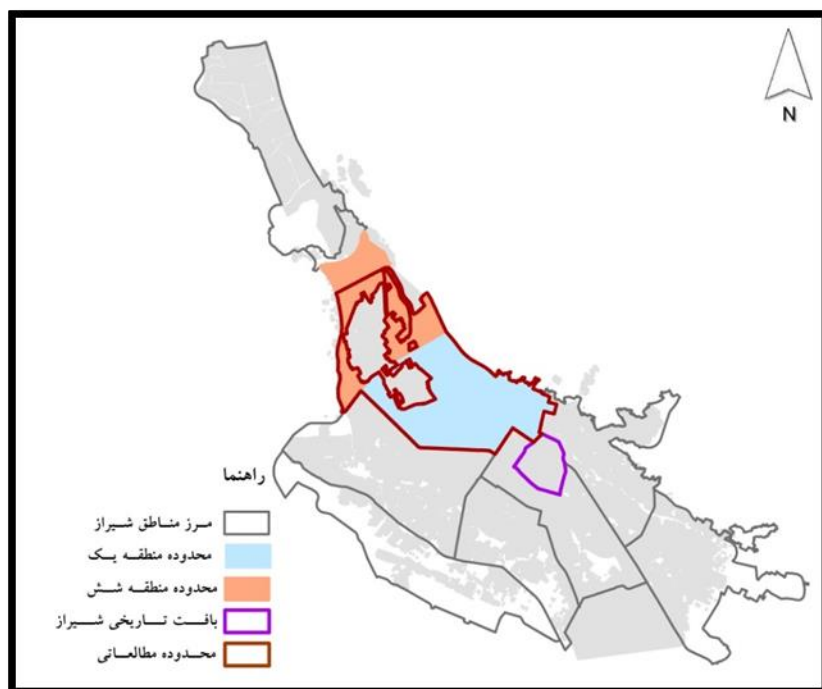 N
راهنما
مرز مناطق شیراز
محدوده منطقه یک
محدوده منطقه شش
بافت تاریخی شیراز
محدوده مطالعاتی